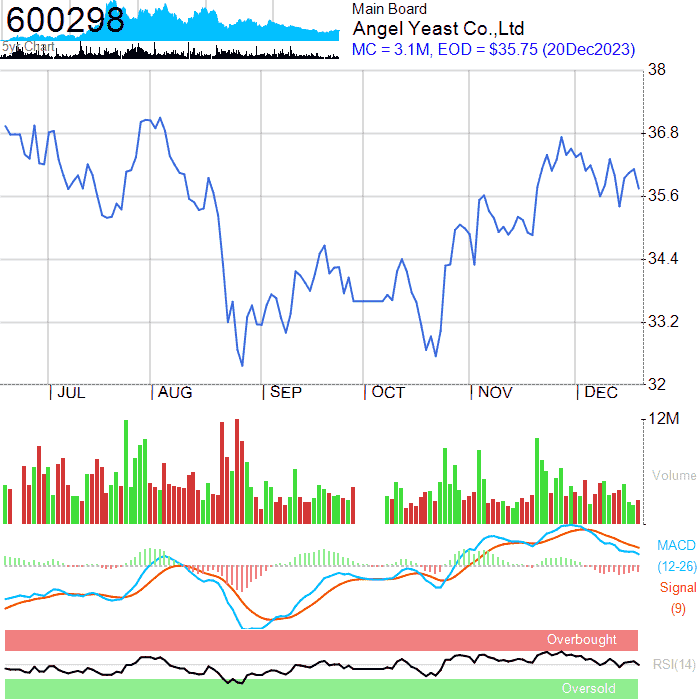 600298
5yr Chart
Main Board
Angel Yeast Co.,Ltd
MC = 3.1M, EOD = $35.75 (20Dec2023)
38
36.8
35.6
34.4
33.2
32
JUL AUG SEP OCT NOV DEC
12M
Volume
MACD
(12-26)
Signal
(9)
Overbought
RSI(14)
Oversold